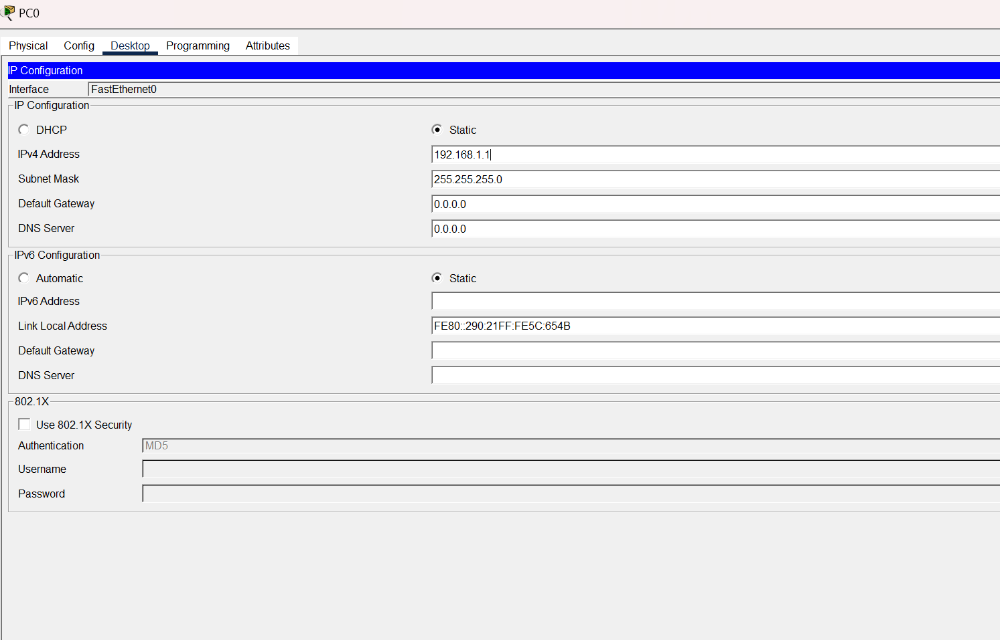 PC0
Physical Config Desktop Programming Attributes
IP Configuration
Interface FastEthernet0
IP Configuration
DHCP Static
IPv4 Address 192.168.1.1
Subnet Mask 255.255.255.0
Default Gateway 0.0.0.0
DNS Server 0.0.0.0
IPv6 Configuration
Automatic Static
IPv6 Address
Link Local Address FE80::290:21FF:FE5C:654B
Default Gateway
DNS Server
802.1X
Use 802.1X Security
Authentication MD5
Username
Password